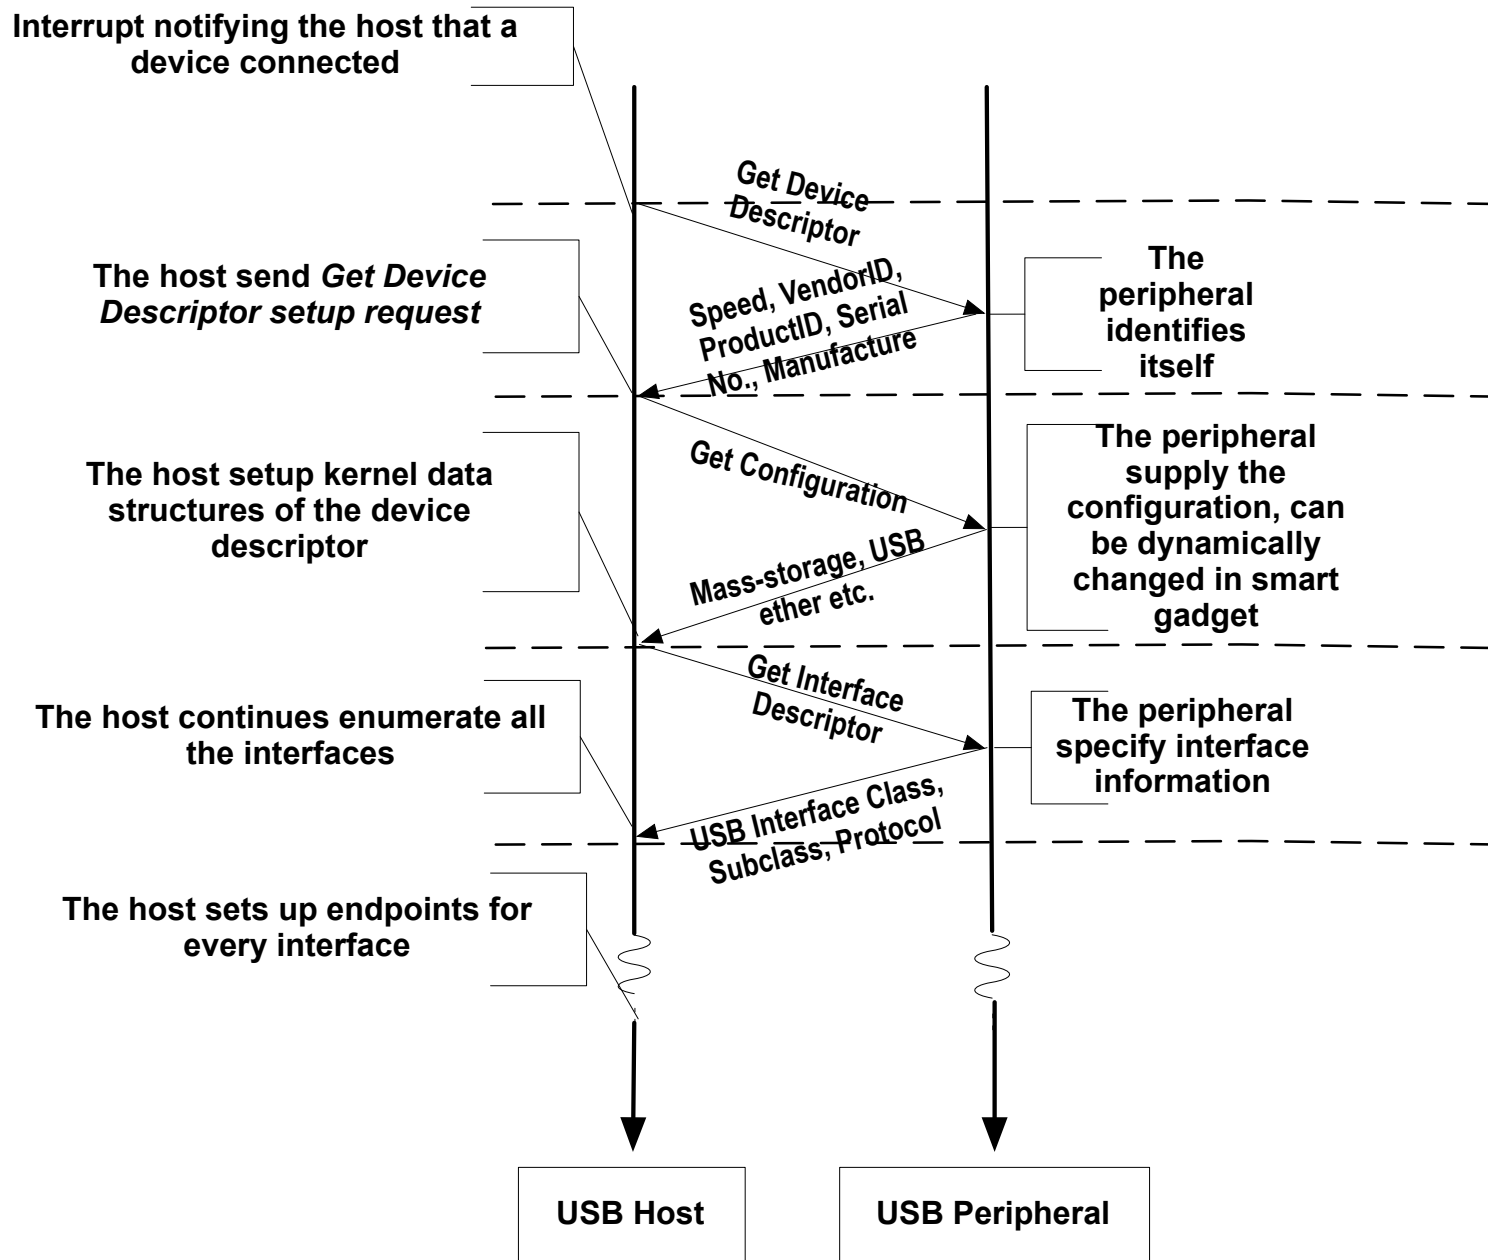 Interrupt notifying the host that a
device connected
Get Device
Descriptor
The host send Get Device
Descriptor setup request
Speed, VendorID,
ProductID, Serial
No., Manufacture
The
peripheral
identifies
itself
The host setup kernel data
structures of the device
descriptor
Get Configuration
Mass-storage, USB
ether etc.
The peripheral
supply the
configuration, can
be dynamically
changed in smart
gadget
The host continues enumerate all
the interfaces
Get Interface
Descriptor
USB Interface Class,
Subclass, Protocol
The peripheral
specify interface
information
The host sets up endpoints for
every interface
USB Host
USB Peripheral